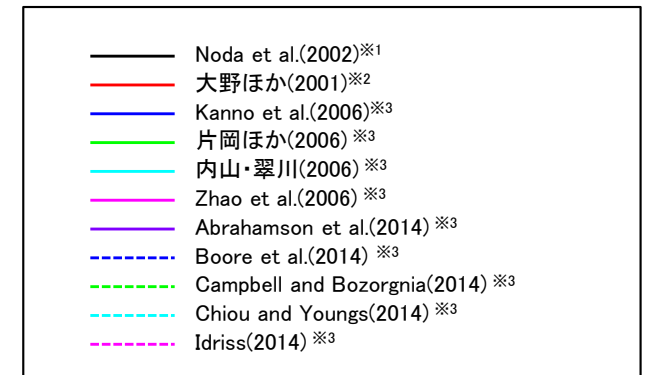 Noda et al.(2002)※1
大野ほか(2001)※2
Kanno et al.(2006)※3
片岡ほか(2006) ※3
内山・翠川(2006) ※3
Zhao et al.(2006) ※3
Abrahamson et al.(2014) ※3
Boore et al.(2014) ※3
Campbell and Bozorgnia(2014) ※3
Chiou and Youngs(2014) ※3
Idriss(2014) ※3